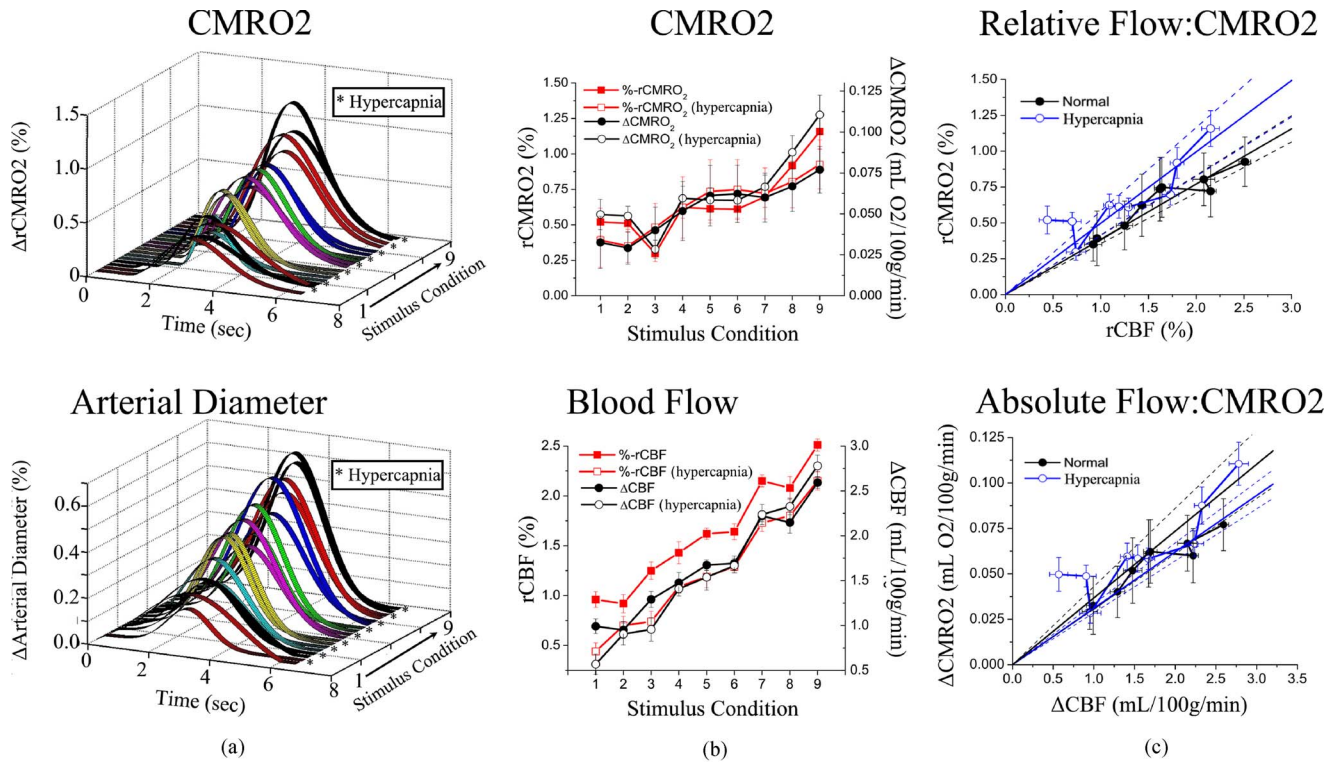 CMRO2
CMRO2
Relative Flow:CMRO2
ΔrCMRO2 (%)
1.5
1.0
0.5
0
* Hypercapnia
0
2
4
6
8
Time (sec)
1
9
Stimulus Condition
* * * * * * * * *
rCMRO2 (%)
1.50
1.25
1.00
0.75
0.50
0.25
0.00
%-rCMRO₂
%-rCMRO₂ (hypercapnia)
ΔCMRO₂
ΔCMRO₂ (hypercapnia)
1 2 3 4 5 6 7 8 9
Stimulus Condition
0.125
0.100
0.075
0.050
0.025
0.000
ΔCMRO2 (mL O2/100g/min)
rCMRO2 (%)
1.50
1.25
1.00
0.75
0.50
0.25
0.00
Normal
Hypercapnia
0.0 0.5 1.0 1.5 2.0 2.5 3.0
rCBF (%)
Arterial Diameter
Blood Flow
Absolute Flow:CMRO2
ΔArterial Diameter (%)
0.6
0.4
0.2
0.0
* Hypercapnia
0
2
4
6
8
Time (sec)
1
9
Stimulus Condition
* * * * * * * * *
rCBF (%)
2.5
2.0
1.5
1.0
0.5
%-rCBF
%-rCBF (hypercapnia)
ΔCBF
ΔCBF (hypercapnia)
1 2 3 4 5 6 7 8 9
Stimulus Condition
3.0
2.5
2.0
1.5
1.0
0.5
ΔCBF (mL/100g/min)
ΔCMRO2 (mL O2/100g/min)
0.125
0.100
0.075
0.050
0.025
0.000
Normal
Hypercapnia
0.0 0.5 1.0 1.5 2.0 2.5 3.0 3.5
ΔCBF (mL/100g/min)
(a)
(b)
(c)